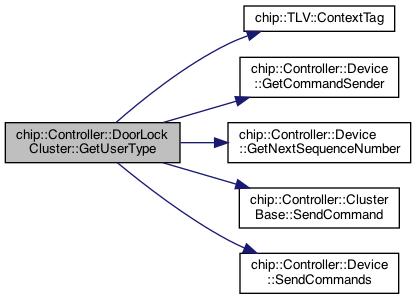 chip::TLV::ContextTag
chip::Controller::Device
::GetCommandSender
chip::Controller::DoorLock
Cluster::GetUserType
chip::Controller::Device
::GetNextSequenceNumber
chip::Controller::Cluster
Base::SendCommand
chip::Controller::Device
::SendCommands